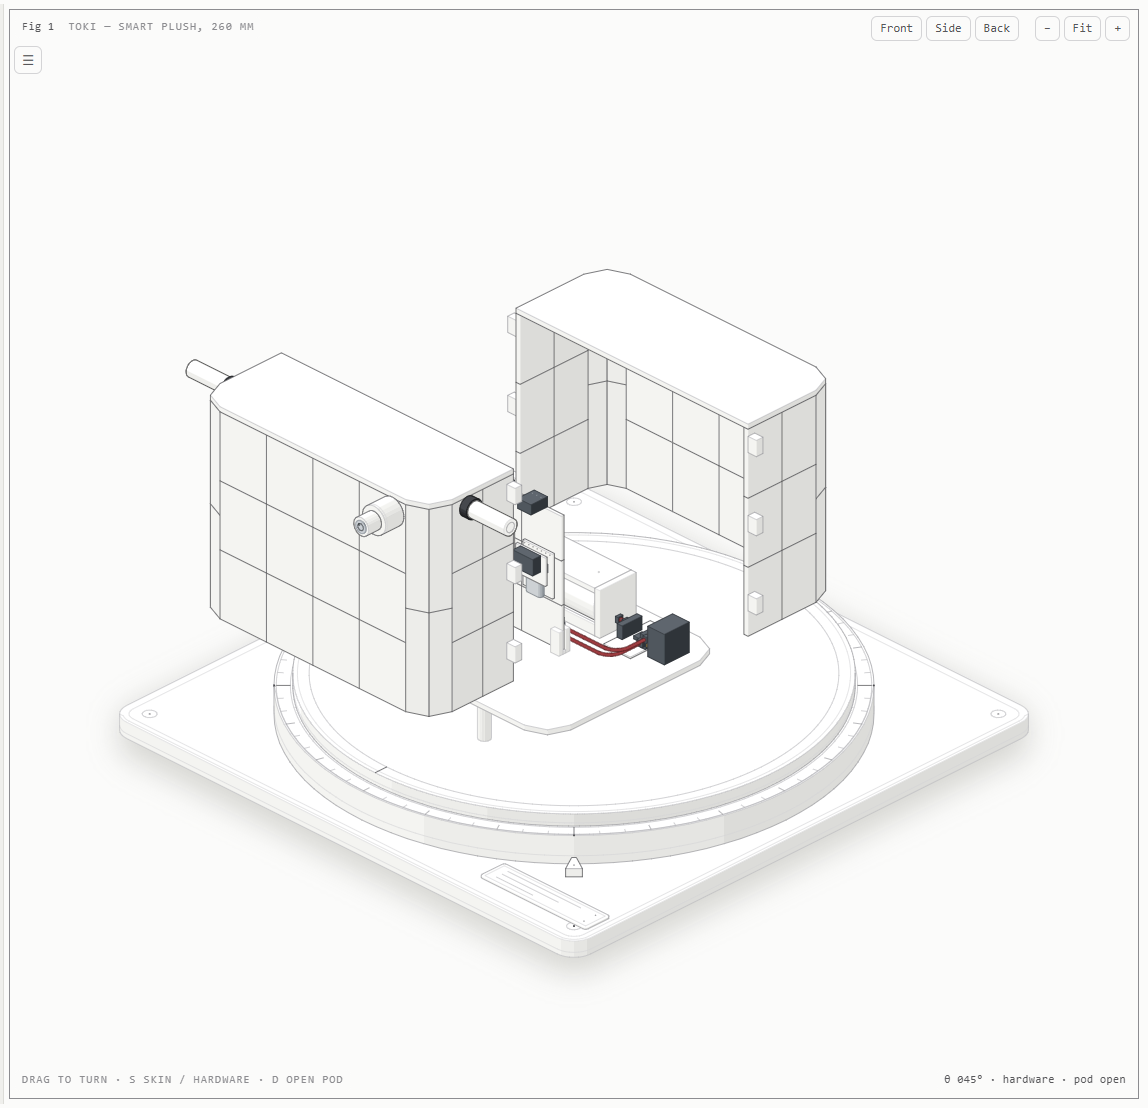 Fig 1 TOKI — SMART PLUSH, 260 MM
Front Side Back – Fit +
☰
DRAG TO TURN · S SKIN / HARDWARE · D OPEN POD
θ 045° · hardware · pod open